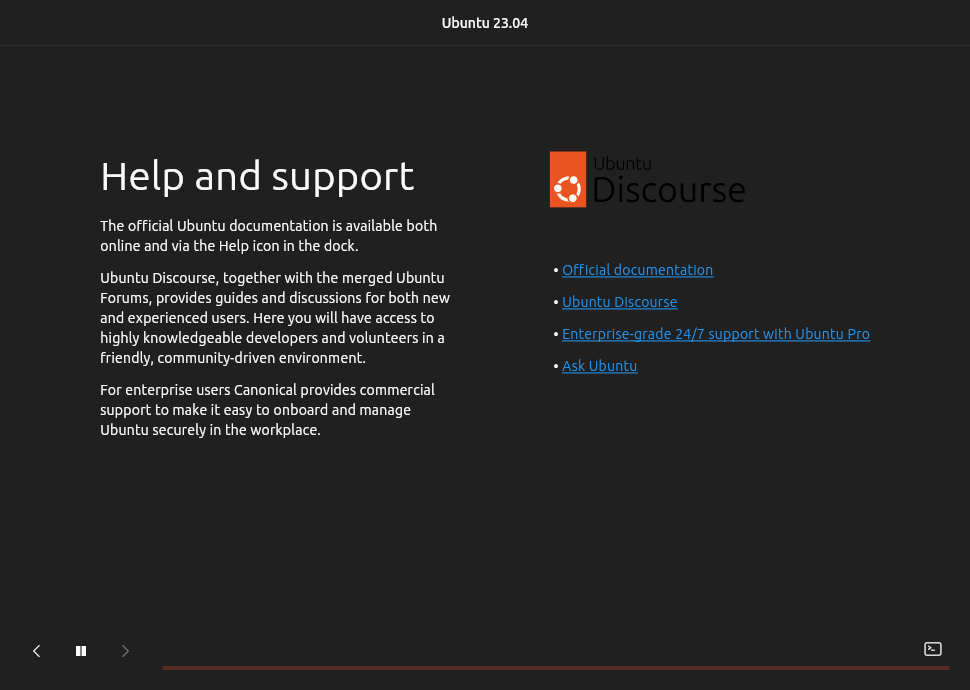 Ubuntu 23.04
Help and support
The official Ubuntu documentation is available both
online and via the Help icon in the dock.
Ubuntu Discourse, together with the merged Ubuntu
Forums, provides guides and discussions for both new
and experienced users. Here you will have access to
highly knowledgeable developers and volunteers in a
friendly, community-driven environment.
For enterprise users Canonical provides commercial
support to make it easy to onboard and manage
Ubuntu securely in the workplace.
Ubuntu
Discourse
• Official documentation
• Ubuntu Discourse
• Enterprise-grade 24/7 support with Ubuntu Pro
• Ask Ubuntu